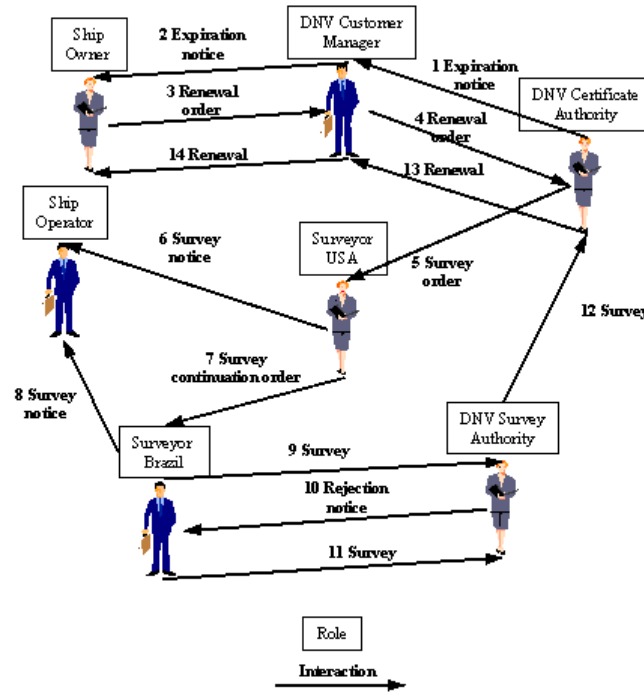 Ship
Owner
2 Expiration
notice
DNV Customer
Manager
1 Expiration
notice
DNV Certificate
Authority
3 Renewal
order
4 Renewal
order
14 Renewal
13 Renewal
Ship
Operator
6 Survey
notice
Surveyor
USA
5 Survey
order
12 Survey
7 Survey
continuation order
8 Survey
notice
Surveyor
Brazil
9 Survey
DNV Survey
Authority
10 Rejection
notice
11 Survey
Role
Interaction